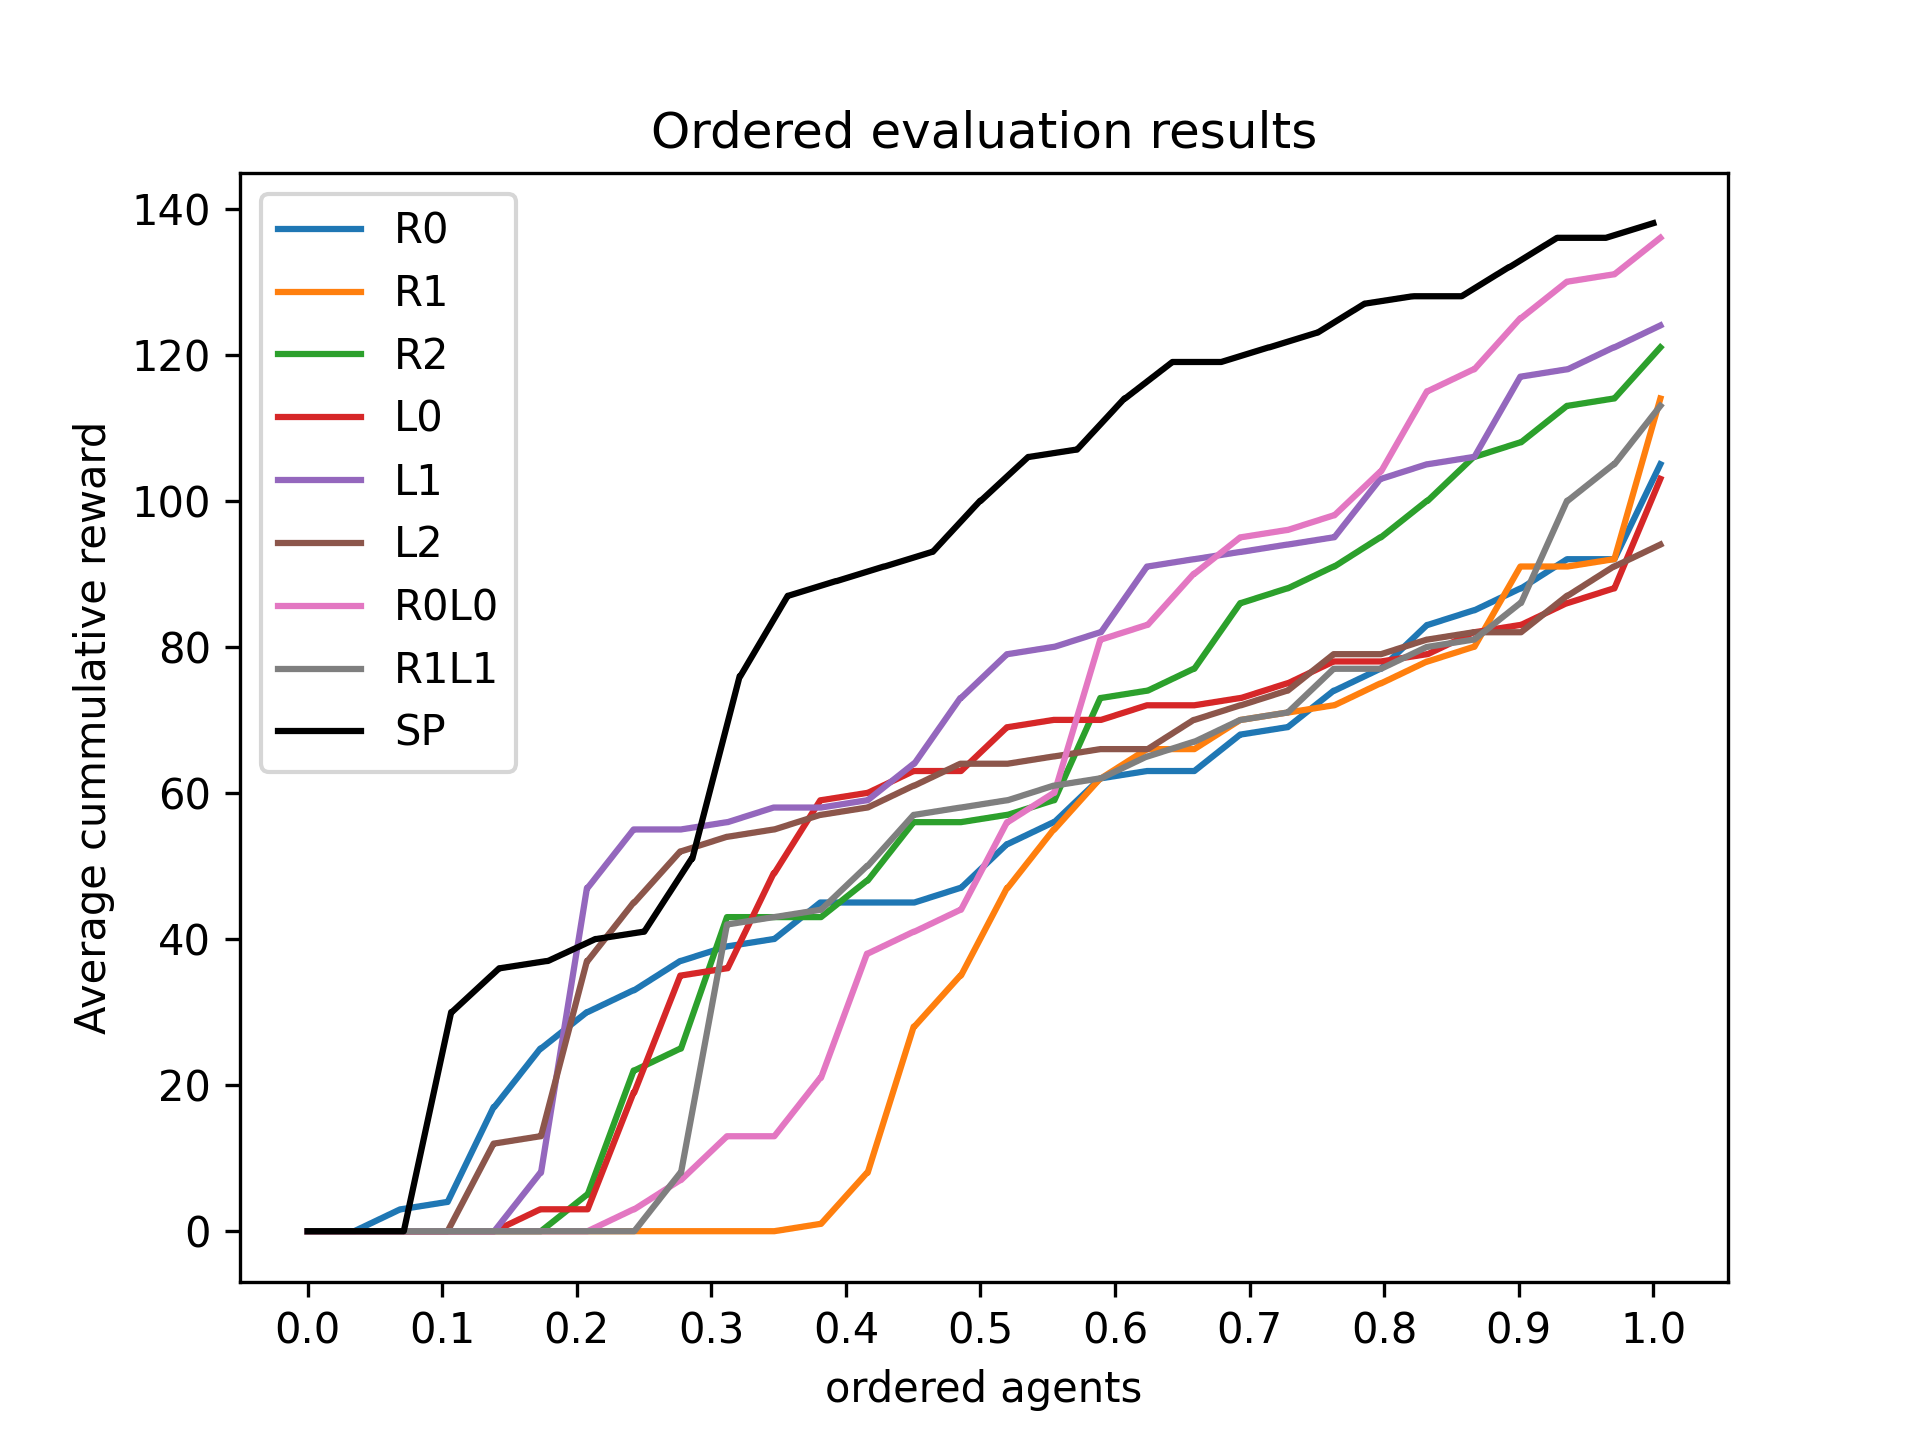 Ordered evaluation results
140
120
100
80
60
40
20
0
Average cummulative reward
R0
R1
R2
L0
L1
L2
R0L0
R1L1
SP
0.0 0.1 0.2 0.3 0.4 0.5 0.6 0.7 0.8 0.9 1.0
ordered agents